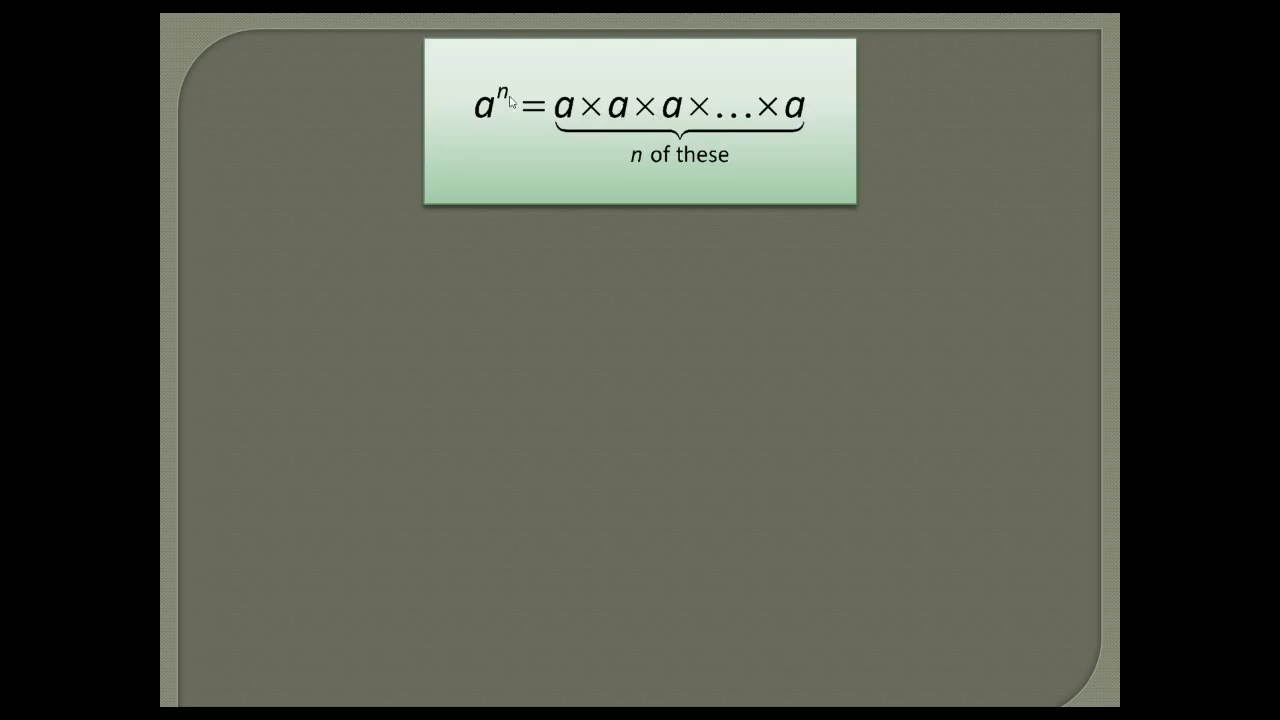 aⁿ = a × a × a × … × a
n of these